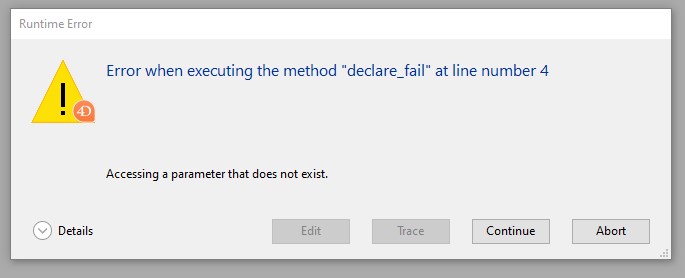 Runtime Error
Error when executing the method "declare_fail" at line number 4
4D
Accessing a parameter that does not exist.
Details
Edit
Trace
Continue
Abort